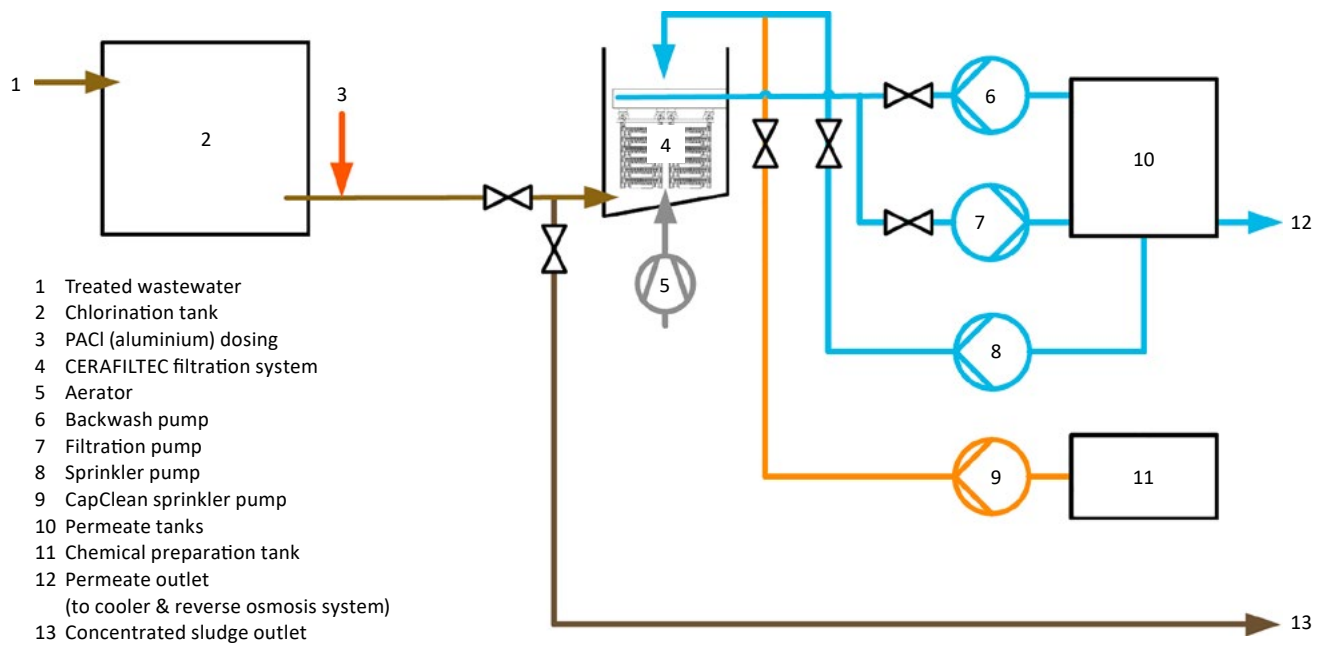 1
2
3
4
5
6
7
8
9
10
11
12
13
1 Treated wastewater
2 Chlorination tank
3 PACl (aluminium) dosing
4 CERAFILTEC filtration system
5 Aerator
6 Backwash pump
7 Filtration pump
8 Sprinkler pump
9 CapClean sprinkler pump
10 Permeate tanks
11 Chemical preparation tank
12 Permeate outlet
(to cooler & reverse osmosis system)
13 Concentrated sludge outlet